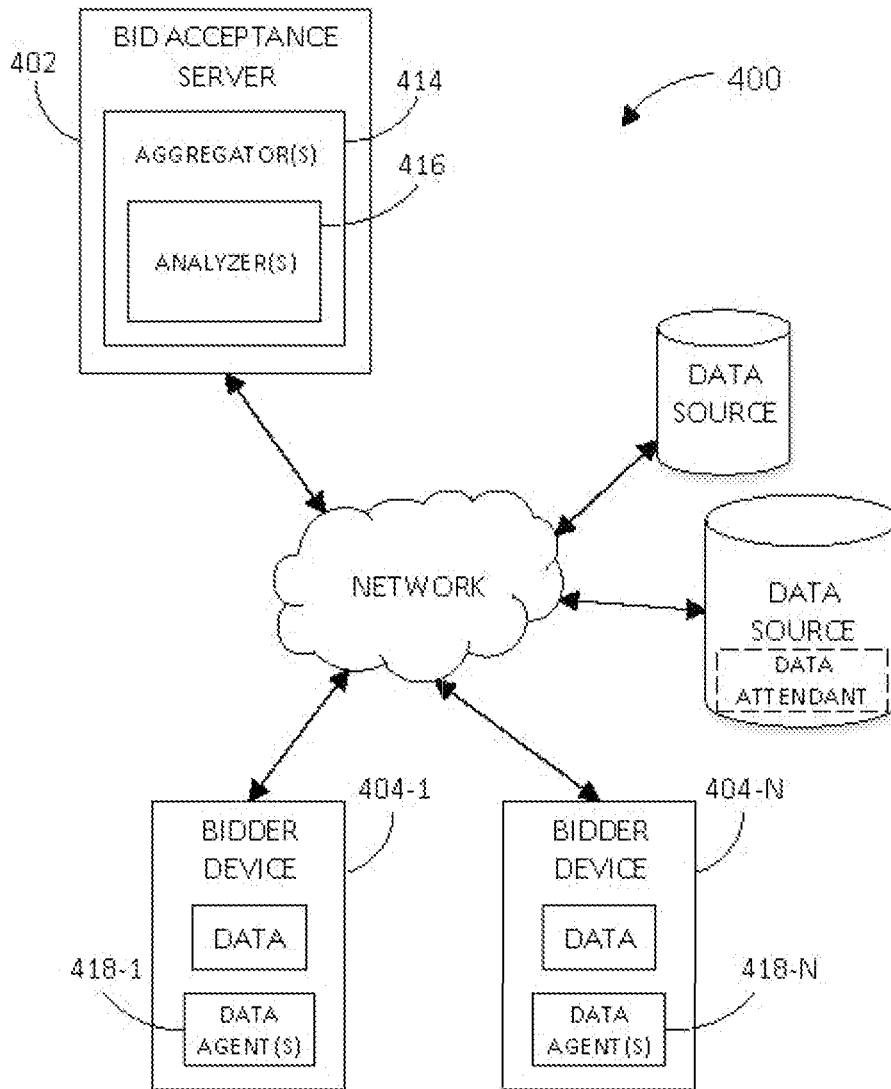 BID ACCEPTANCE
SERVER
402
414
400
AGGREGATOR(S)
416
ANALYZER(S)
DATA
SOURCE
NETWORK
DATA
SOURCE
DATA
ATTENDANT
404-1
404-N
BIDDER
DEVICE
BIDDER
DEVICE
DATA
DATA
418-1
418-N
DATA
AGENT(S)
DATA
AGENT(S)